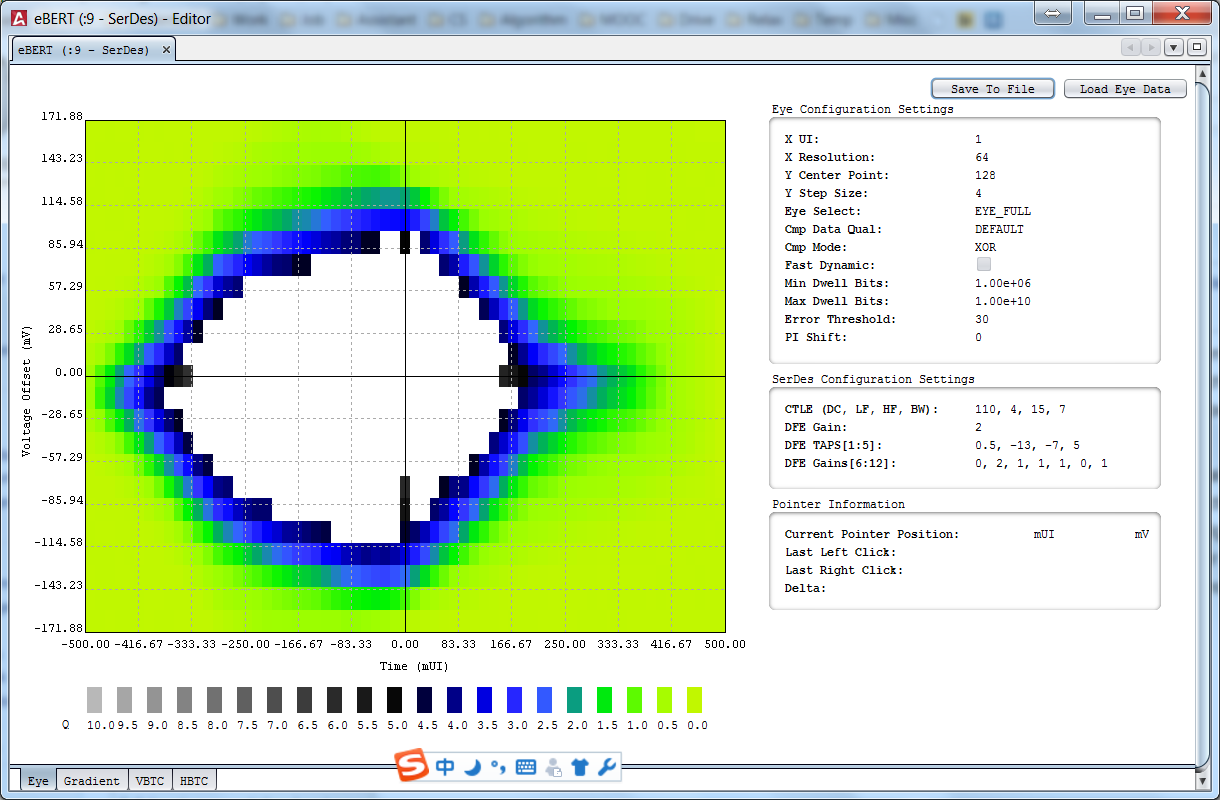 eBERT (:9 - SerDes) - Editor
eBERT (:9 - SerDes)
Save To File Load Eye Data
Eye Configuration Settings
X UI: 1
X Resolution: 64
Y Center Point: 128
Y Step Size: 4
Eye Select: EYE_FULL
Cmp Data Qual: DEFAULT
Cmp Mode: XOR
Fast Dynamic:
Min Dwell Bits: 1.00e+06
Max Dwell Bits: 1.00e+10
Error Threshold: 30
PI Shift: 0
SerDes Configuration Settings
CTLE (DC, LF, HF, BW): 110, 4, 15, 7
DFE Gain: 2
DFE TAPS[1:5]: 0.5, -13, -7, 5
DFE Gains[6:12]: 0, 2, 1, 1, 1, 0, 1
Pointer Information
Current Pointer Position: mUI mV
Last Left Click:
Last Right Click:
Delta:
171.88
143.23
114.58
85.94
57.29
28.65
0.00
-28.65
-57.29
-85.94
-114.58
-143.23
-171.88
Voltage Offset (mV)
-500.00 -416.67 -333.33 -250.00 -166.67 -83.33 0.00 83.33 166.67 250.00 333.33 416.67 500.00
Time (mUI)
Q 10.0 9.5 9.0 8.5 8.0 7.5 7.0 6.5 6.0 5.5 5.0 4.5 4.0 3.5 3.0 2.5 2.0 1.5 1.0 0.5 0.0
中
Eye Gradient VBTC HBTC